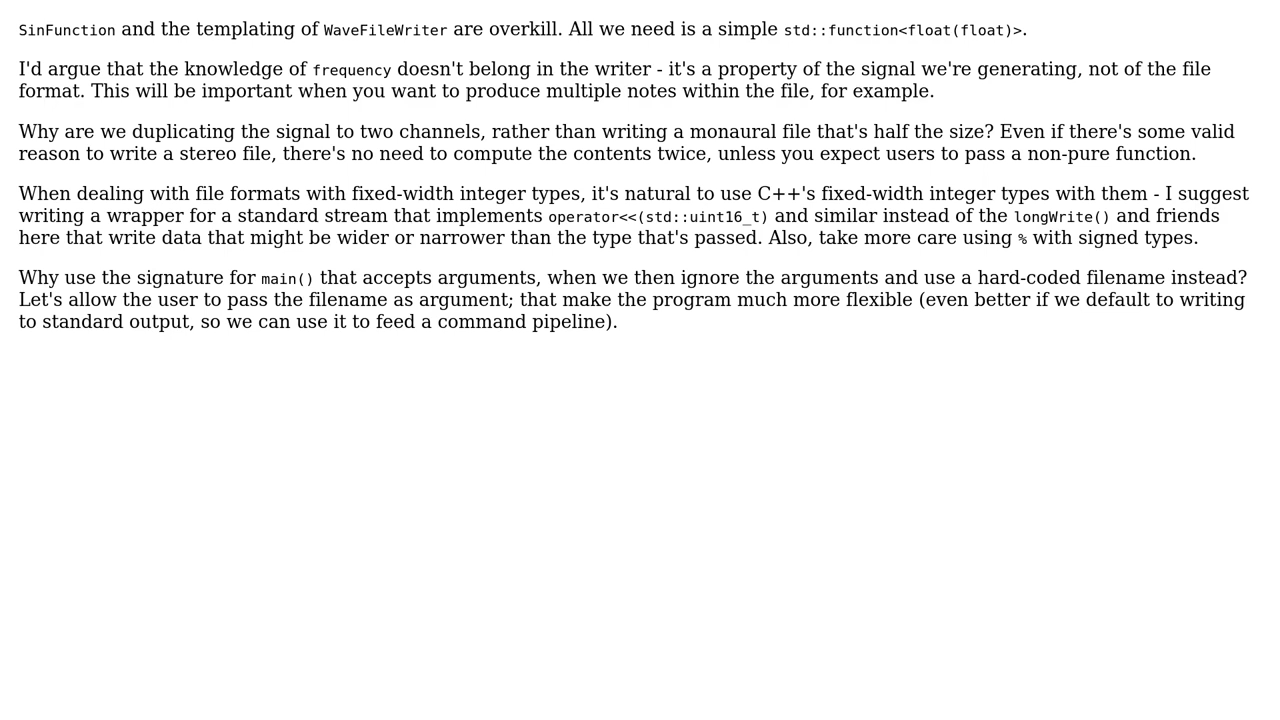 SinFunction and the templating of WaveFileWriter are overkill. All we need is a simple std::function<float(float)>.
I'd argue that the knowledge of frequency doesn't belong in the writer - it's a property of the signal we're generating, not of the file
format. This will be important when you want to produce multiple notes within the file, for example.
Why are we duplicating the signal to two channels, rather than writing a monaural file that's half the size? Even if there's some valid
reason to write a stereo file, there's no need to compute the contents twice, unless you expect users to pass a non-pure function.
When dealing with file formats with fixed-width integer types, it's natural to use C++'s fixed-width integer types with them - I suggest
writing a wrapper for a standard stream that implements operator<<(std::uint16_t) and similar instead of the longWrite() and friends
here that write data that might be wider or narrower than the type that's passed. Also, take more care using % with signed types.
Why use the signature for main() that accepts arguments, when we then ignore the arguments and use a hard-coded filename instead?
Let's allow the user to pass the filename as argument; that make the program much more flexible (even better if we default to writing
to standard output, so we can use it to feed a command pipeline).